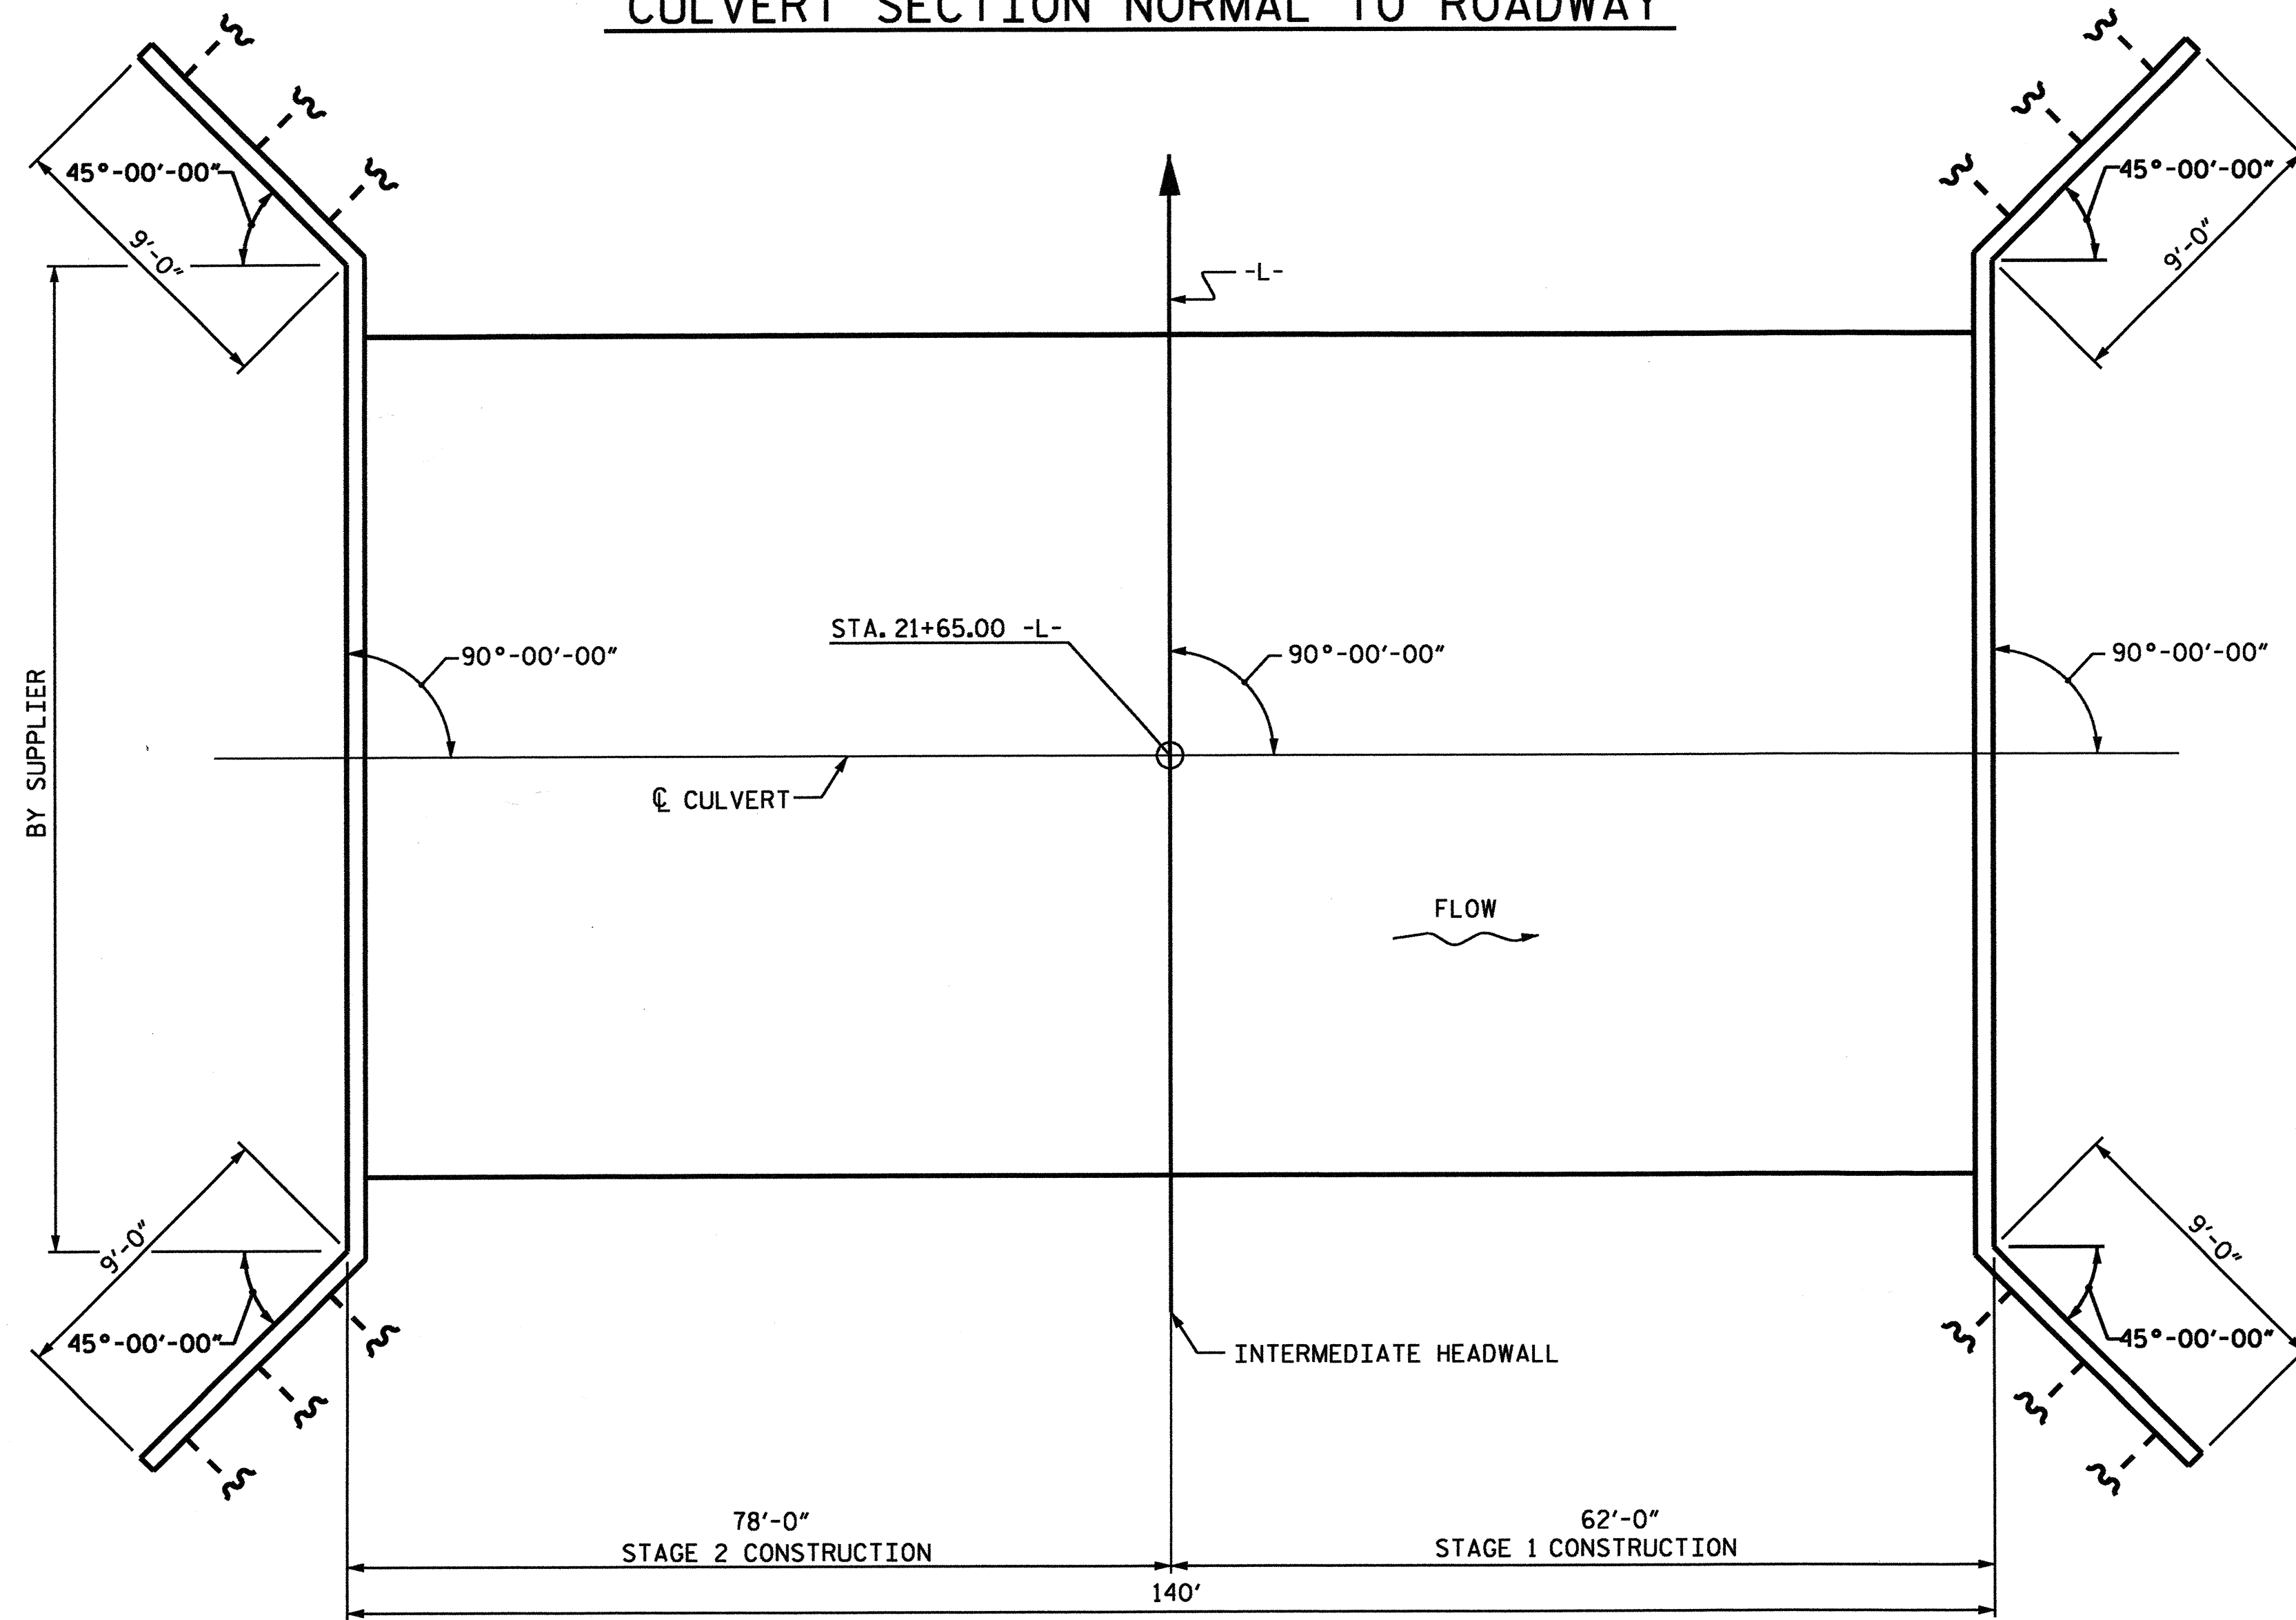 CULVERT SECTION NORMAL TO ROADWAY
45°-00'-00"
9'-0"
45°-00'-00"
9'-0"
-L-
STA. 21+65.00 -L-
90°-00'-00"
90°-00'-00"
90°-00'-00"
BY SUPPLIER
℄ CULVERT
FLOW
9'-0"
45°-00'-00"
9'-0"
45°-00'-00"
INTERMEDIATE HEADWALL
78'-0"
STAGE 2 CONSTRUCTION
62'-0"
STAGE 1 CONSTRUCTION
140'